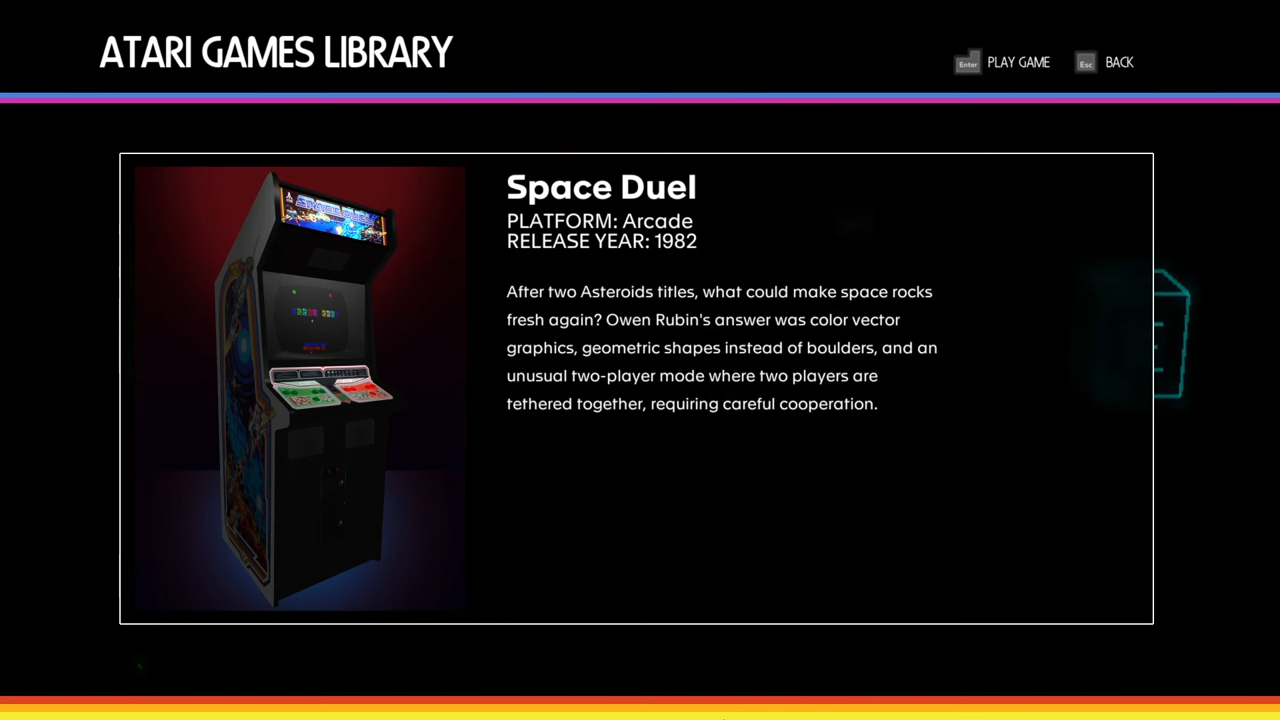 ATARI GAMES LIBRARY
Enter PLAY GAME Esc BACK
SPACE DUEL
Space Duel
PLATFORM: Arcade
RELEASE YEAR: 1982
After two Asteroids titles, what could make space rocks
fresh again? Owen Rubin's answer was color vector
graphics, geometric shapes instead of boulders, and an
unusual two-player mode where two players are
tethered together, requiring careful cooperation.